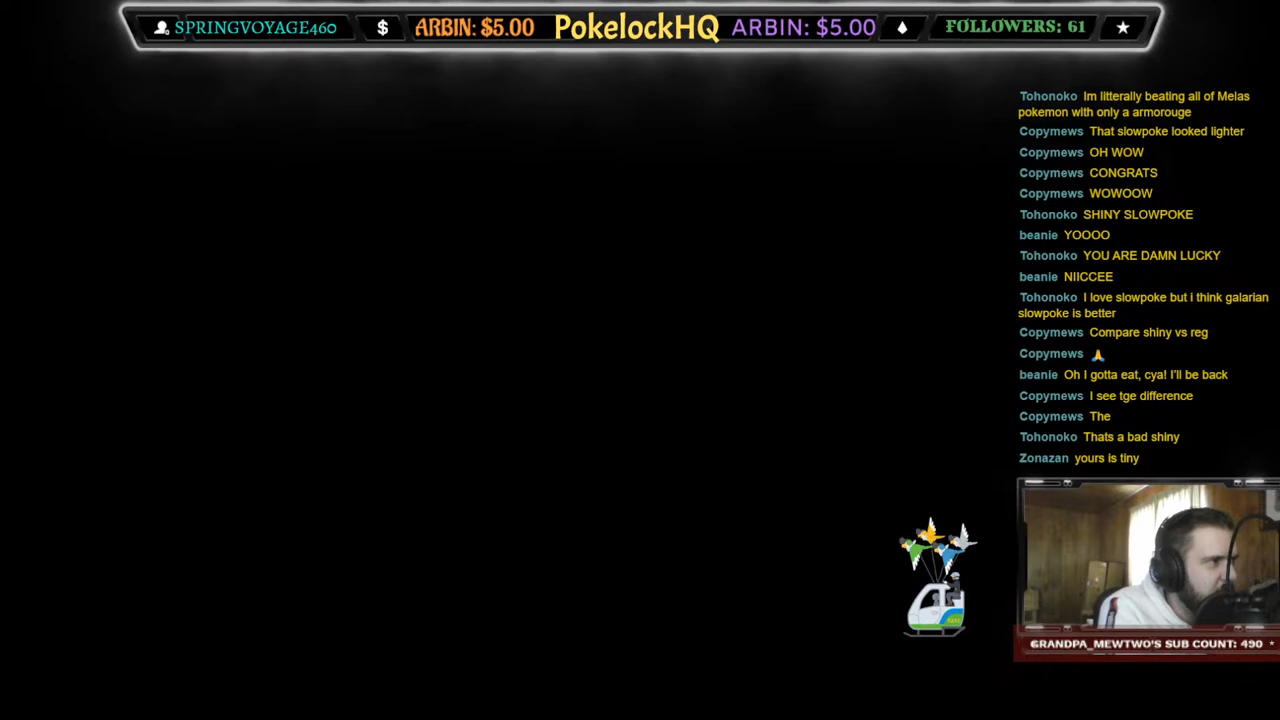 SPRINGVOYAGE460 $ ARBIN: $5.00 PokelockHQ ARBIN: $5.00 FOLLOWERS: 61
Tohonoko Im litterally beating all of Melas
pokemon with only a armorouge
Copymews That slowpoke looked lighter
Copymews OH WOW
Copymews CONGRATS
Copymews WOWOOW
Tohonoko SHINY SLOWPOKE
beanie YOOOO
Tohonoko YOU ARE DAMN LUCKY
beanie NIICCEE
Tohonoko I love slowpoke but i think galarian
slowpoke is better
Copymews Compare shiny vs reg
Copymews 🙏
beanie Oh I gotta eat, cya! I'll be back
Copymews I see tge difference
Copymews The
Tohonoko Thats a bad shiny
Zonazan yours is tiny
GRANDPA_MEWTWO'S SUB COUNT: 490 *